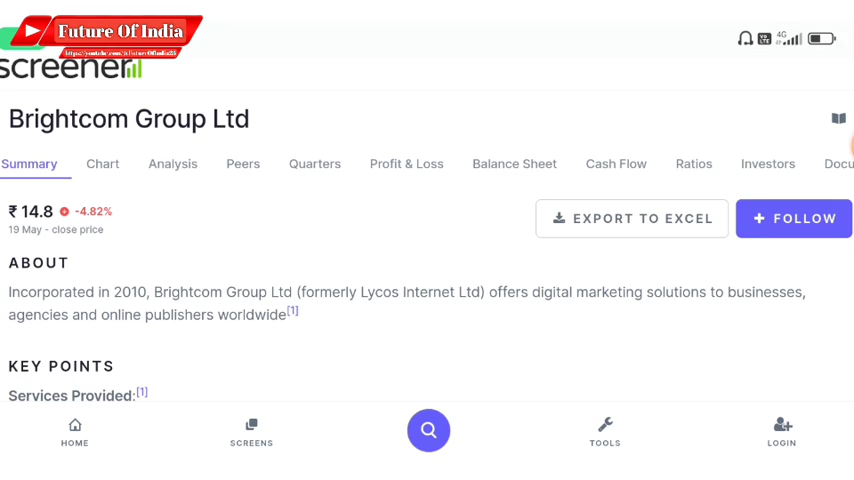 Future Of India
screener
Brightcom Group Ltd
Summary Chart Analysis Peers Quarters Profit & Loss Balance Sheet Cash Flow Ratios Investors Docu
₹ 14.8 -4.82%
19 May - close price
EXPORT TO EXCEL
FOLLOW
ABOUT
Incorporated in 2010, Brightcom Group Ltd (formerly Lycos Internet Ltd) offers digital marketing solutions to businesses,
agencies and online publishers worldwide[1]
KEY POINTS
Services Provided:[1]
HOME SCREENS TOOLS LOGIN